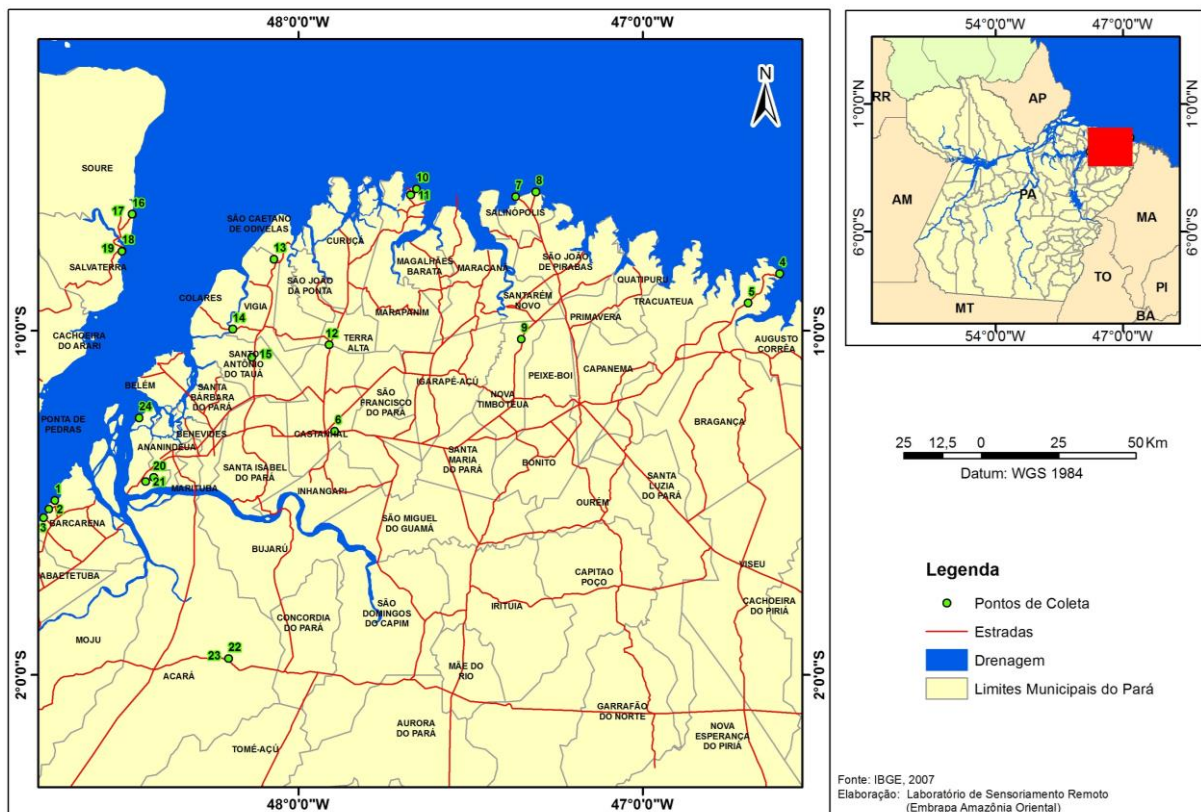 48°0'0"W
47°0'0"W
N
SOURE
10
11
7
8
16
17
SÃO CAETANO
DE ODIVELAS
SALINÓPOLIS
CURUÇÁ
18
19
13
SALVATERRA
MAGALHÃES
BARATA
MARACANA
SÃO JOÃO
DE PIRABAS
4
SÃO JOÃO
DA PONTA
QUATIPURU
COLARES
VIGIA
SANTARÉM
NOVO
TRACUATEUA
5
MARAPANIM
PRIMAVERA
14
1°0'0"S
CACHOEIRA
DO ARARI
12
TERRA
ALTA
9
AUGUSTO
CORRÊA
SANTO
ANTÔNIO
DO TAUÁ
15
BELÉM
SANTA
BÁRBARA
DO PARÁ
IGARAPÉ-AÇÚ
PEIXE-BOI
CAPANEMA
SÃO
FRANCISCO
DO PARÁ
NOVA
TIMBOTEUA
24
PONTA DE
PEDRAS
6
BENEVIDES
CASTANHAL
BRAGANÇA
ANANINDEUA
SANTA
MARIA
DO PARÁ
BONITO
20
21
MARITUBA
SANTA ISABEL
DO PARÁ
INHANGAPI
SANTA
LUZIA
DO PARÁ
1
2
3
BARCARENA
OURÉM
SÃO MIGUEL
DO GUAMÁ
BUJARÚ
ABAETETUBA
CAPITAO
POÇO
VISEU
SÃO
DOMINGOS
DO CAPIM
IRITUIA
CACHOEIRA
DO PIRIÁ
CONCORDIA
DO PARÁ
MOJU
22
23
ACARÁ
MÃE DO
RIO
2°0'0"S
GARRAFÃO
DO NORTE
AURORA
DO PARÁ
NOVA
ESPERANÇA
DO PIRIÁ
TOMÉ-AÇÚ
48°0'0"W
47°0'0"W
54°0'0"W
47°0'0"W
1°0'0"N
1°0'0"N
RR
AP
AM
PA
MA
6°0'0"S
6°0'0"S
TO
PI
MT
BA
54°0'0"W
47°0'0"W
1°0'0"S
25 12,5 0 25 50 Km
Datum: WGS 1984
Legenda
Pontos de Coleta
Estradas
Drenagem
Limites Municipais do Pará
2°0'0"S
Fonte: IBGE, 2007
Elaboração: Laboratório de Sensoriamento Remoto
(Embrapa Amazônia Oriental)